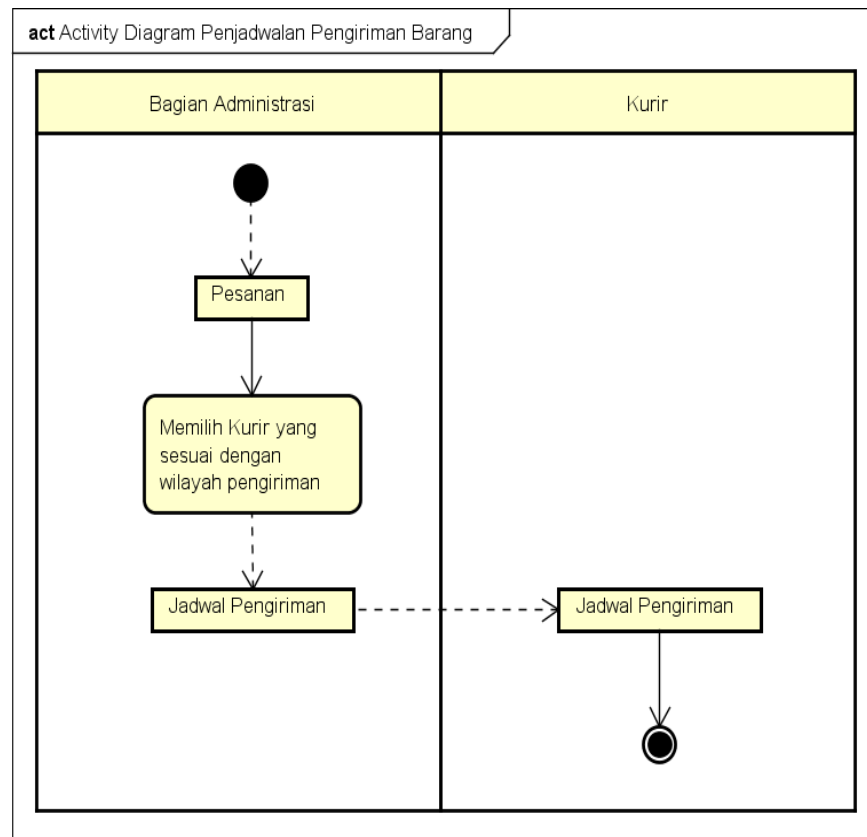 act Activity Diagram Penjadwalan Pengiriman Barang
Bagian Administrasi
Kurir
Pesanan
Memilih Kurir yang
sesuai dengan
wilayah pengiriman
Jadwal Pengiriman
Jadwal Pengiriman